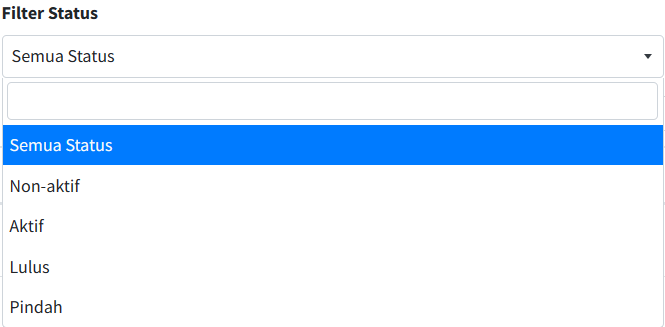 Filter Status
Semua Status
Semua Status
Non-aktif
Aktif
Lulus
Pindah